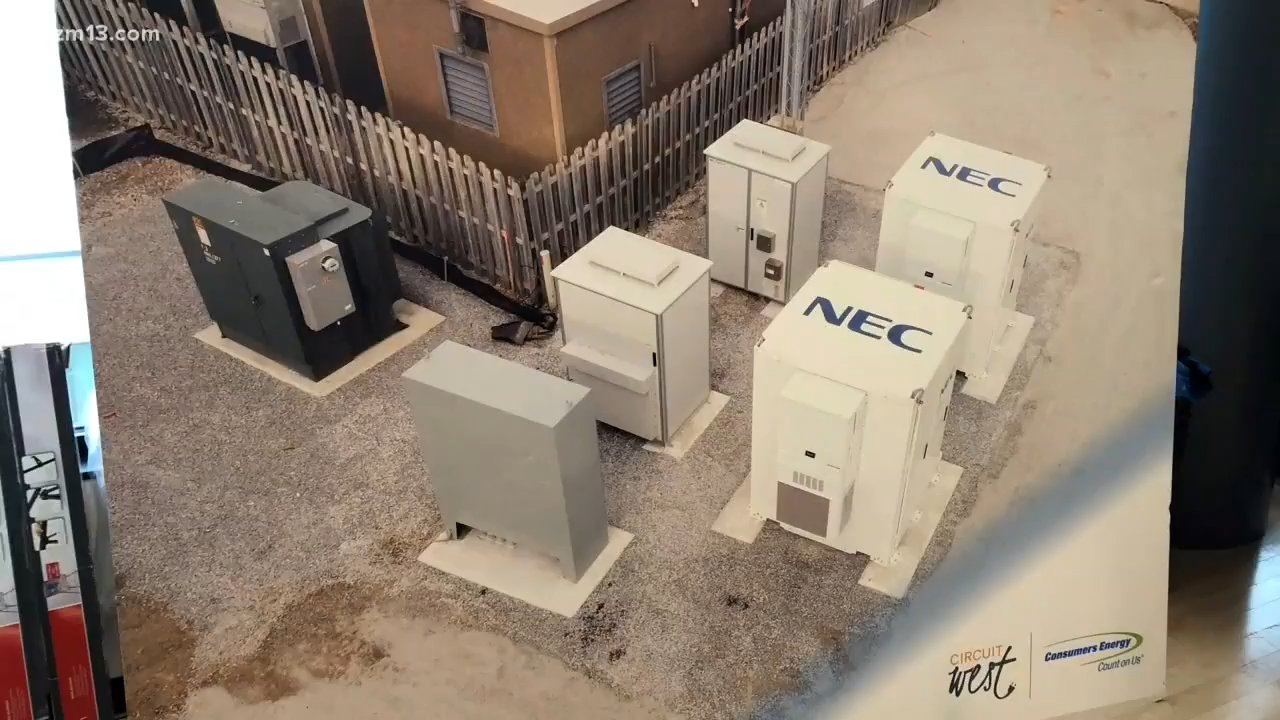 zm13.com
NEC
NEC
CIRCUIT
west
Consumers Energy
Count on Us